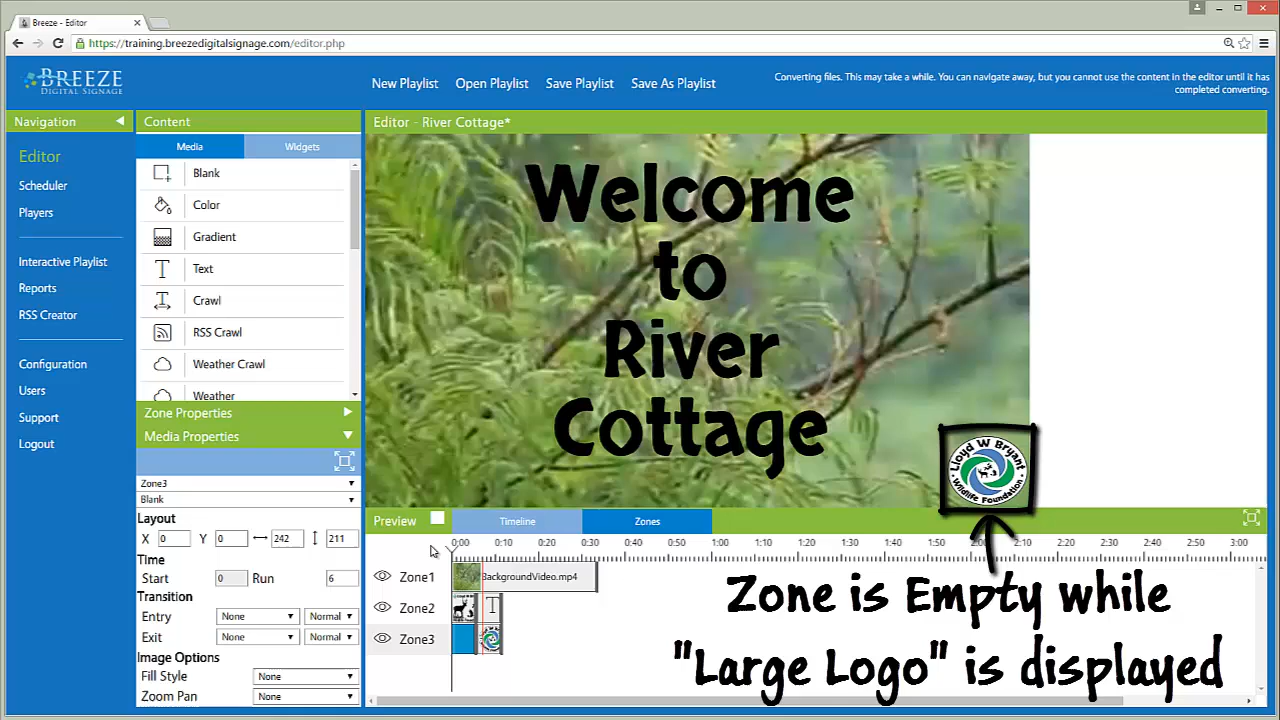 Breeze - Editor
https://training.breezedigitalsignage.com/editor.php
BREEZE
DIGITAL SIGNAGE
New Playlist Open Playlist Save Playlist Save As Playlist
Converting files. This may take a while. You can navigate away, but you cannot use the content in the editor until it has
completed converting.
Navigation
Editor
Scheduler
Players
Interactive Playlist
Reports
RSS Creator
Configuration
Users
Support
Logout
Content
Media Widgets
Blank
Color
Gradient
Text
Crawl
RSS Crawl
Weather Crawl
Weather
Zone Properties
Media Properties
Zone3
Blank
Layout
X 0 Y 0 242 211
Time
Start 0 Run 6
Transition
Entry None Normal
Exit None Normal
Image Options
Fill Style None
Zoom Pan None
Editor - River Cottage*
Welcome
to
River
Cottage
Lloyd W Bryant
Wildlife Foundation
Preview Timeline Zones
0:00 0:10 0:20 0:30 0:40 0:50 1:00 1:10 1:20 1:30 1:40 1:50 2:00 2:10 2:20 2:30 2:40 2:50 3:00
Zone1 BackgroundVideo.mp4
Zone2 T
Zone3
Zone is Empty while
"Large Logo" is displayed